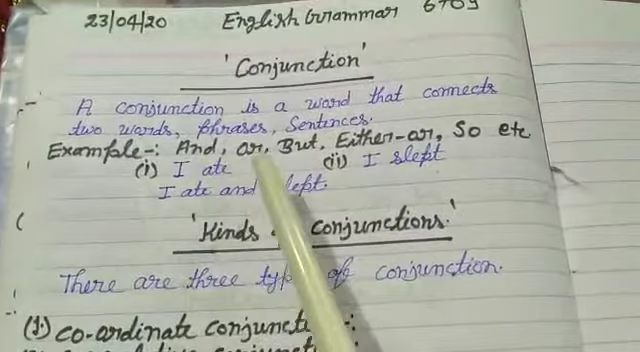 23/04/20 English Grammar 6709
'Conjunction'
A conjunction is a word that connects
two words, phrases, Sentences.
Example-: And, or, But, Either-or, So etc
(i) I ate (ii) I slept
I ate and slept.
'Kinds conjunctions.'
There are three of conjunction.
(1.) co-ordinate